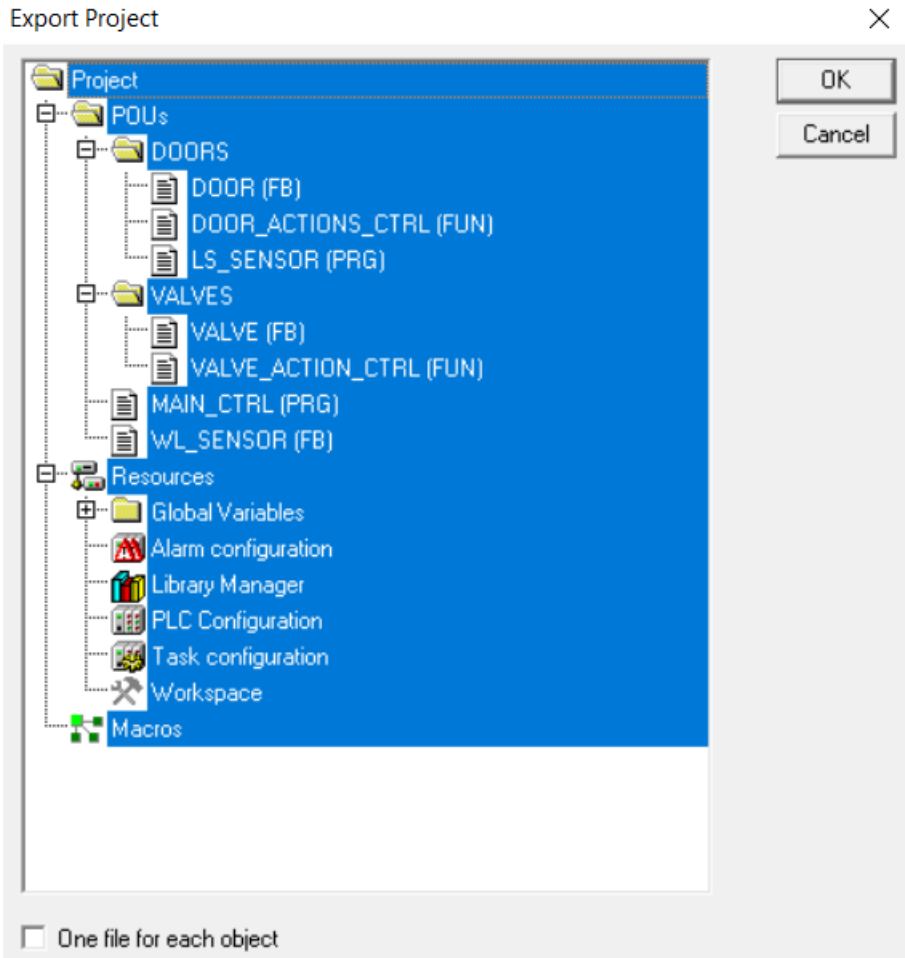 Export Project
Project
OK
POUs
Cancel
DOORS
DOOR (FB)
DOOR_ACTIONS_CTRL (FUN)
LS_SENSOR (PRG)
VALVES
VALVE (FB)
VALVE_ACTION_CTRL (FUN)
MAIN_CTRL (PRG)
WL_SENSOR (FB)
Resources
Global Variables
Alarm configuration
Library Manager
PLC Configuration
Task configuration
Workspace
Macros
One file for each object